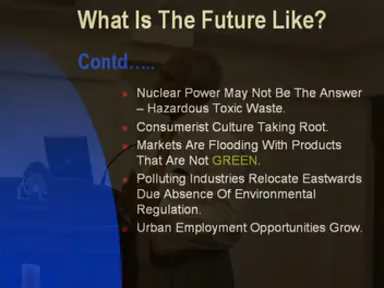 What Is The Future Like?
Contd…..
Nuclear Power May Not Be The Answer
– Hazardous Toxic Waste.
Consumerist Culture Taking Root.
Markets Are Flooding With Products
That Are Not GREEN.
Polluting Industries Relocate Eastwards
Due Absence Of Environmental
Regulation.
Urban Employment Opportunities Grow.